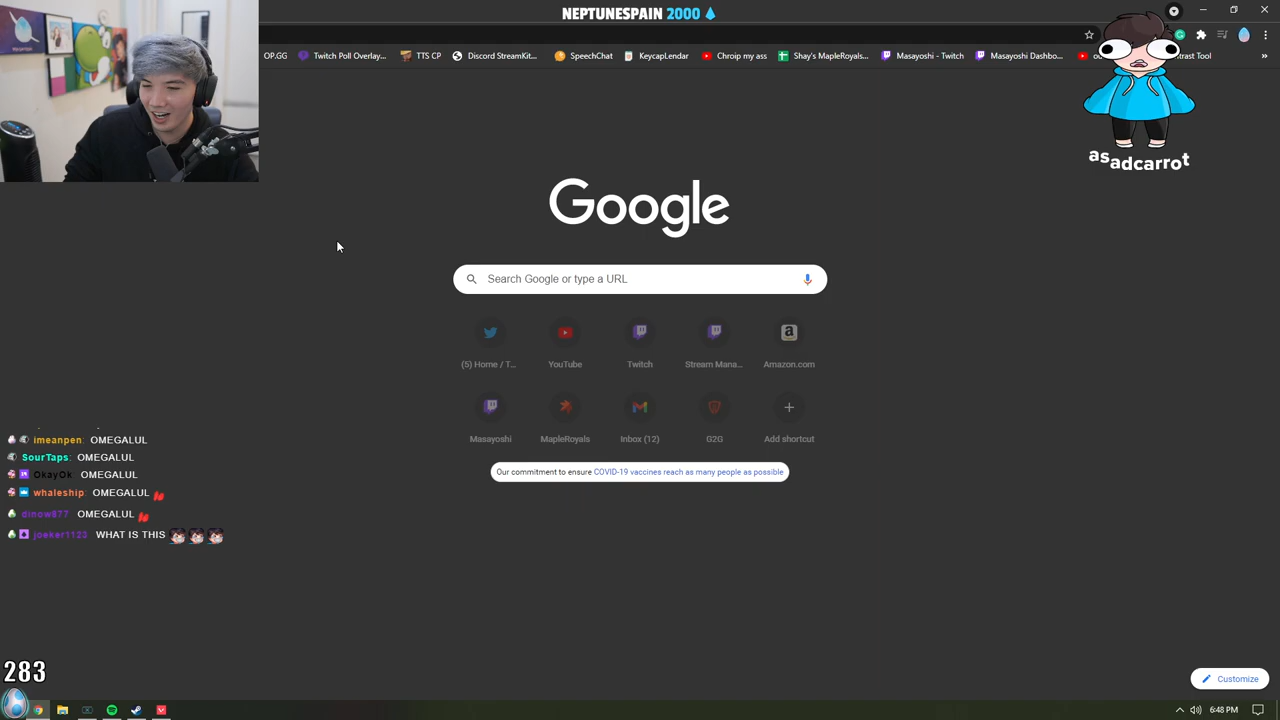 NEPTUNESPAIN 2000
OP.GG
Twitch Poll Overlay...
TTS CP
Discord StreamKit...
SpeechChat
KeycapLendar
Chroip my ass
Shay's MapleRoyals...
Masayoshi - Twitch
Masayoshi Dashbo...
trast Tool
»
asadcarrot
Google
Search Google or type a URL
(5) Home / T...
YouTube
Twitch
Stream Mana...
Amazon.com
Masayoshi
MapleRoyals
Inbox (12)
G2G
Add shortcut
Our commitment to ensure COVID-19 vaccines reach as many people as possible
imeanpen: OMEGALUL
SourTaps: OMEGALUL
OkayOk: OMEGALUL
whaleship: OMEGALUL
dinow877: OMEGALUL
joeker1123: WHAT IS THIS
283
Customize
6:48 PM